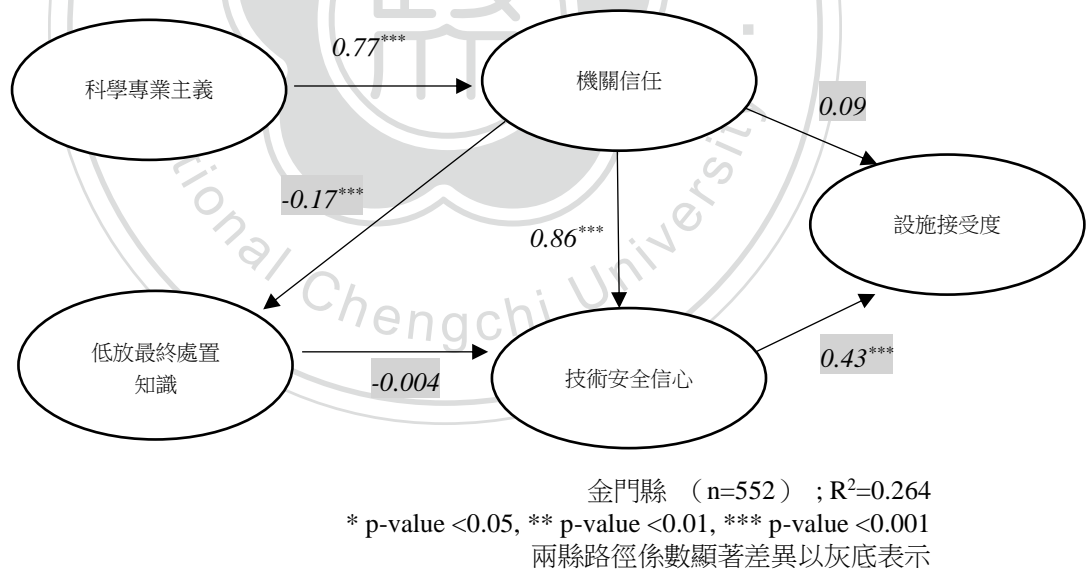 0.77***
科學專業主義
機關信任
0.09
-0.17***
0.86***
設施接受度
低放最終處置
知識
-0.004
技術安全信心
0.43***
tional Chengchi University
金門縣 （n=552）；R²=0.264
* p-value <0.05, ** p-value <0.01, *** p-value <0.001
兩縣路徑係數顯著差異以灰底表示